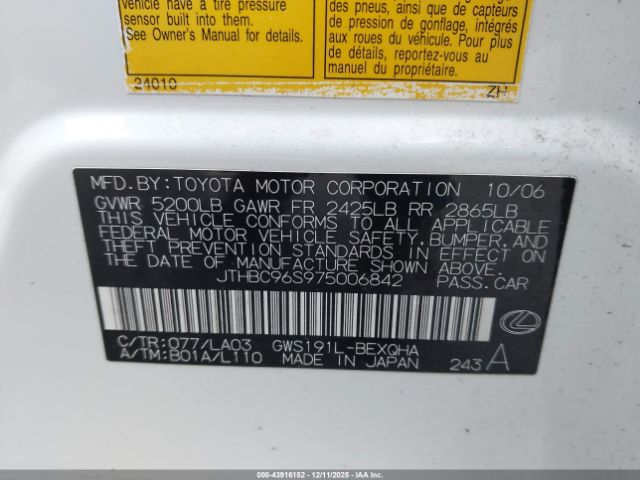 vehicle have a tire pressure
sensor built into them.
See Owner's Manual for details.
24010
des pneus, ainsi que de capteurs
de pression de gonflage, intégrés
aux roues du véhicule. Pour plus
de détails, reportez-vous au
manuel du propriétaire.
ZH
MFD. BY: TOYOTA MOTOR CORPORATION 10/06
GVWR 5200LB GAWR FR 2425LB RR 2865LB
THIS VEHICLE CONFORMS TO ALL APPLICABLE
FEDERAL MOTOR VEHICLE SAFETY, BUMPER, AND
THEFT PREVENTION STANDARDS IN EFFECT ON
THE DATE OF MANUFACTURE SHOWN ABOVE.
JTHBC96S975006842 PASS.CAR
C/TR: 077/LA03 GWS191L-BEXQHA
A/TM: B01A/L110 MADE IN JAPAN 243 A
000-43916152 - 12/11/2025 - IAA Inc.